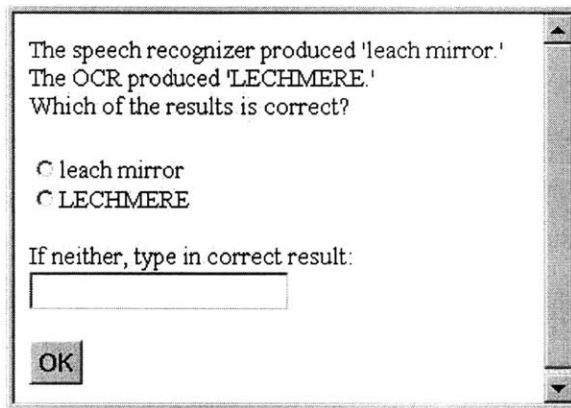 The speech recognizer produced 'leach mirror.'
The OCR produced 'LECHMERE.'
Which of the results is correct?
leach mirror
LECHMERE
If neither, type in correct result:
OK